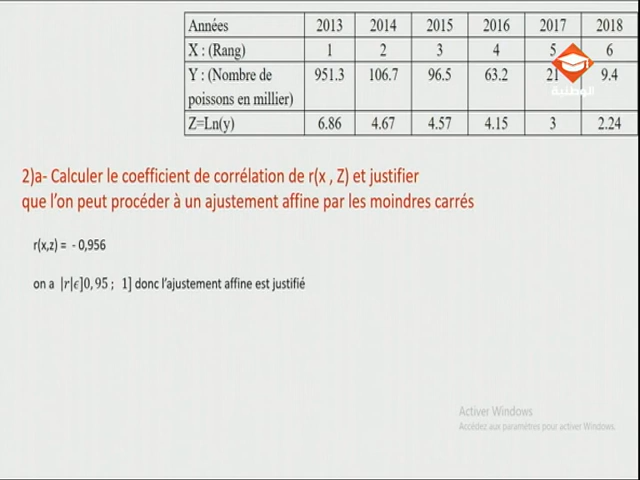 Années 2013 2014 2015 2016 2017 2018
X : (Rang) 1 2 3 4 5 6
Y : (Nombre de 951.3 106.7 96.5 63.2 21 9.4
poissons en millier)
Z=Ln(y) 6.86 4.67 4.57 4.15 3 2.24
الوطنية
2)a- Calculer le coefficient de corrélation de r(x , Z) et justifier
que l'on peut procéder à un ajustement affine par les moindres carrés
r(x,z) = - 0,956
on a |r|ϵ]0,95 ; 1] donc l'ajustement affine est justifié
Activer Windows
Accédez aux paramètres pour activer Windows.